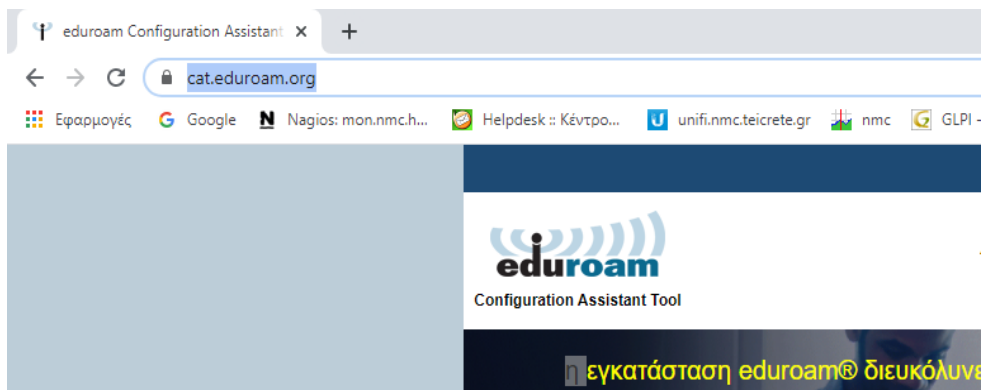 eduroam Configuration Assistant
cat.eduroam.org
Εφαρμογές Google Nagios: mon.nmc.h... Helpdesk :: Κέντρο... unifi.nmc.teicrete.gr nmc GLPI -
eduroam
Configuration Assistant Tool
η εγκατάσταση eduroam® διευκόλυνε